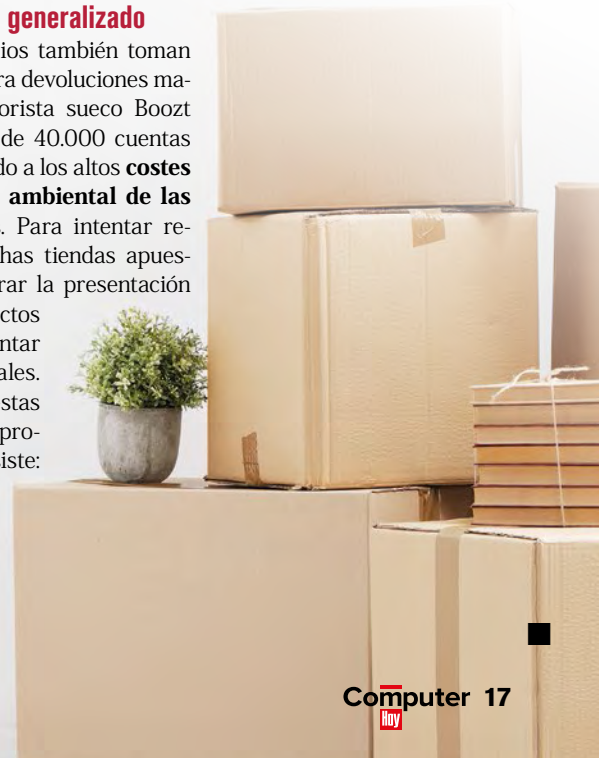 generalizado
ios también toman
ra devoluciones ma-
orista sueco Boozt
de 40.000 cuentas
do a los altos costes
ambiental de las
. Para intentar re-
has tiendas apues-
rar la presentación
ctos
ntar
ales.
stas
pro-
iste:
Computer 17
Hoy